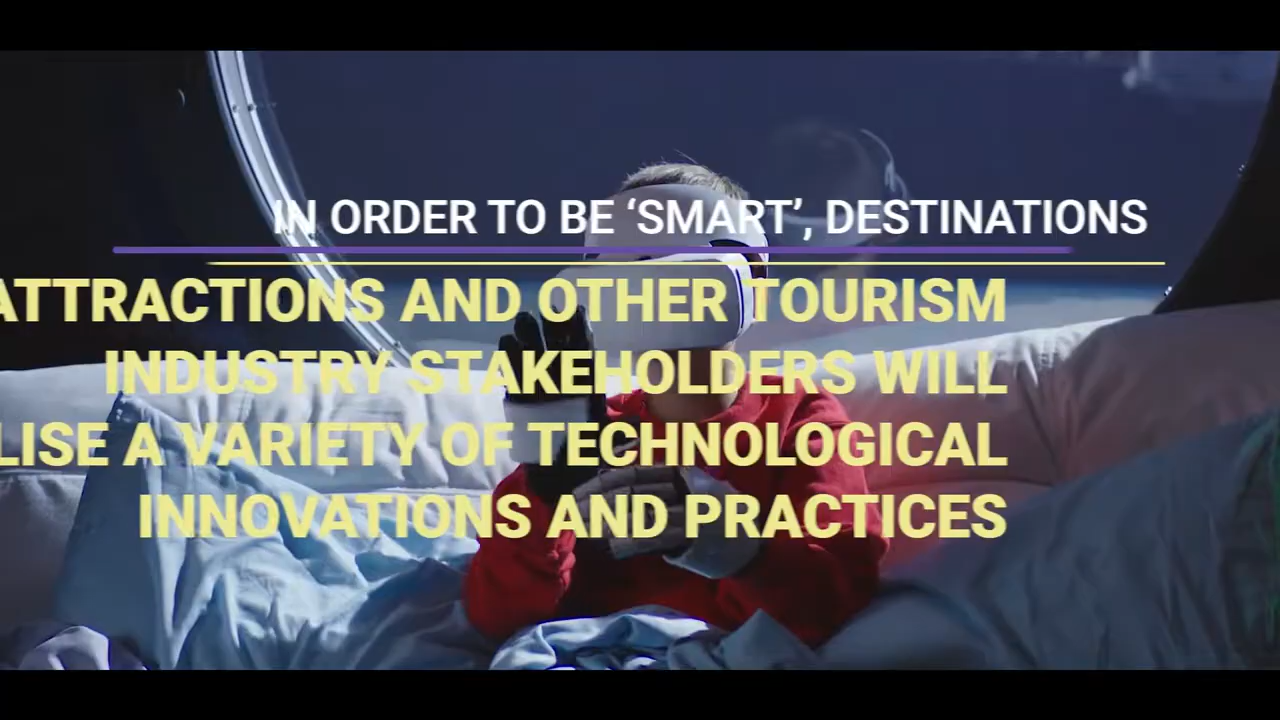 IN ORDER TO BE ‘SMART’, DESTINATIONS
ATTRACTIONS AND OTHER TOURISM
INDUSTRY STAKEHOLDERS WILL
A VARIETY OF TECHNOLOGICAL
INNOVATIONS AND PRACTICES